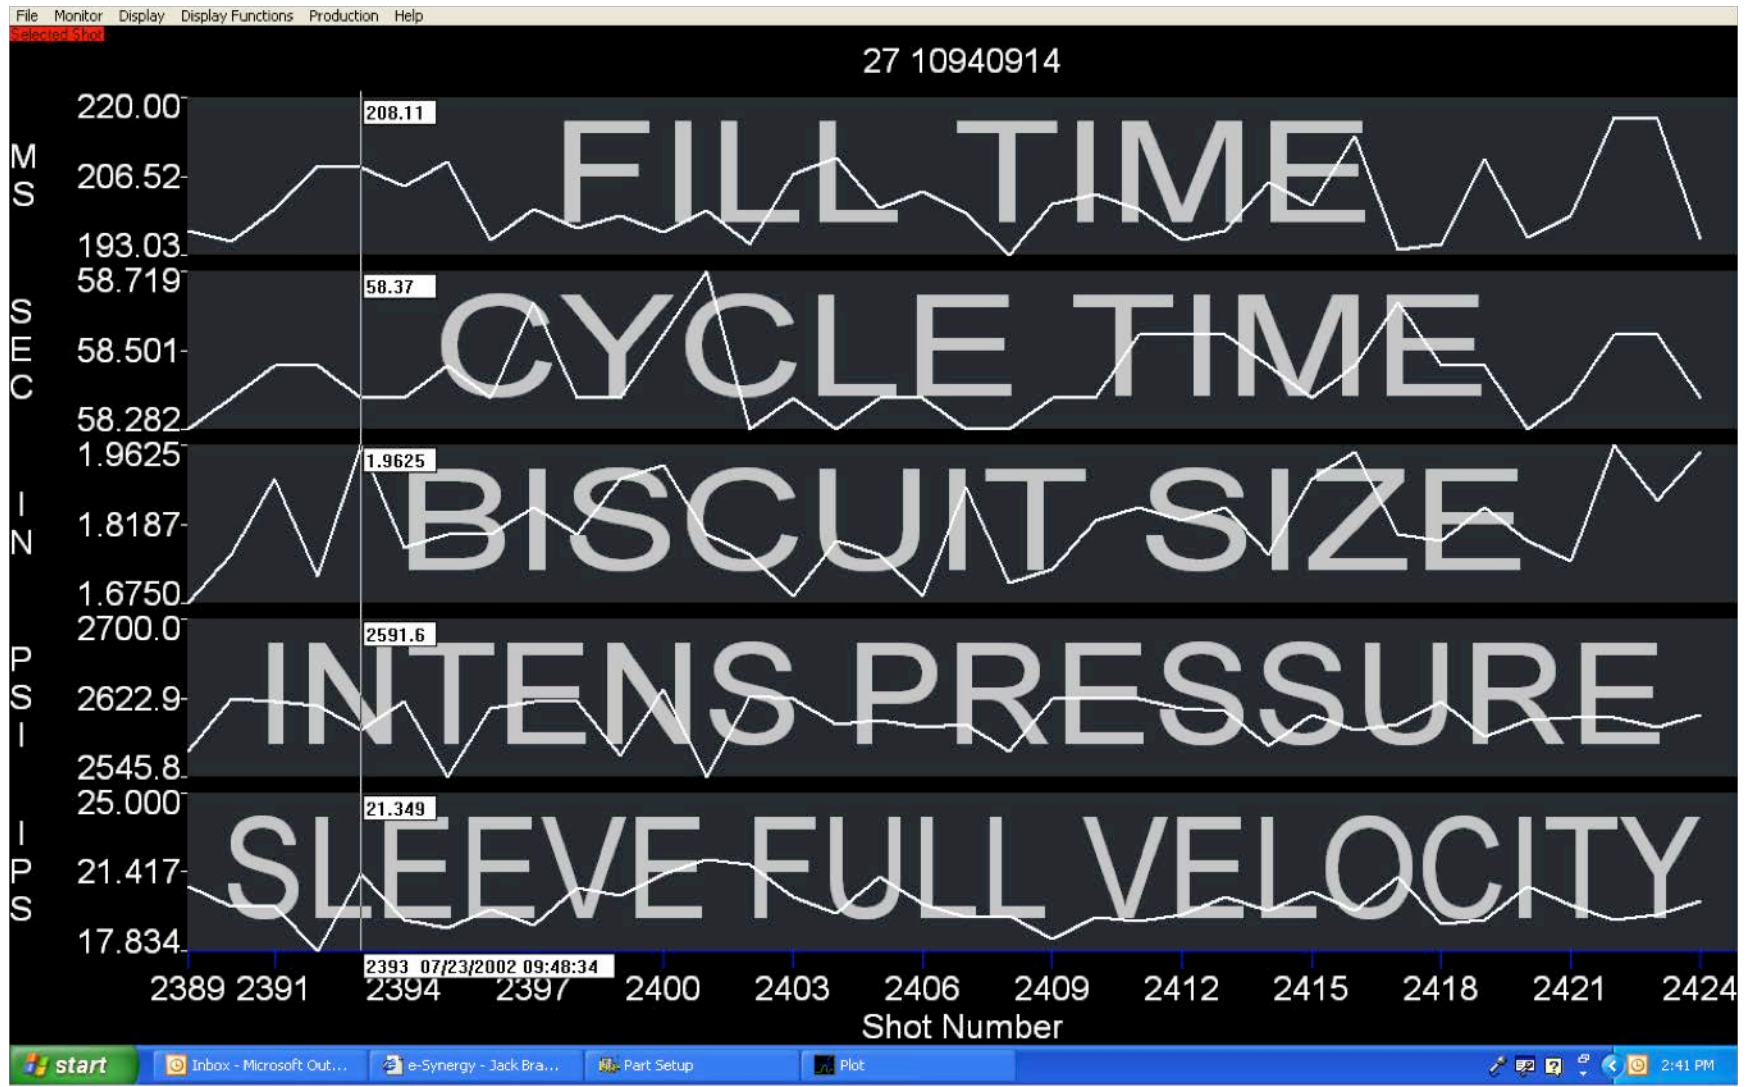 File Monitor Display Display Functions Production Help
Selected Shot
27 10940914
220.00
206.52
193.03
MS
208.11
FILL TIME
58.719
58.501
58.282
SEC
58.37
CYCLE TIME
1.9625
1.8187
1.6750
IN
1.9625
BISCUIT SIZE
2700.0
2622.9
2545.8
PSI
2591.6
INTENS PRESSURE
25.000
21.417
17.834
IPS
21.349
SLEEVE FULL VELOCITY
2393 07/23/2002 09:48:34
2389 2391 2394 2397 2400 2403 2406 2409 2412 2415 2418 2421 2424
Shot Number
start Inbox - Microsoft Out... e-Synergy - Jack Bra... Part Setup Plot 2:41 PM